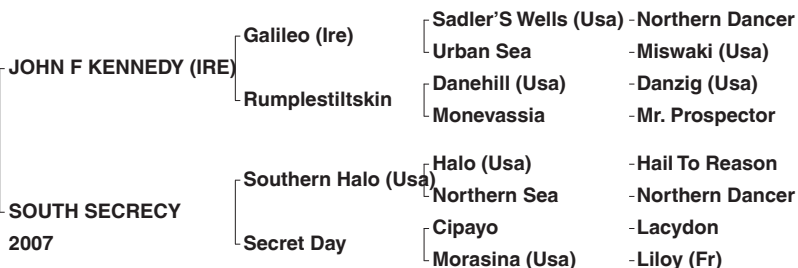 JOHN F KENNEDY (IRE)
Galileo (Ire)
Sadler'S Wells (Usa)
Northern Dancer
Urban Sea
Miswaki (Usa)
Rumplestiltskin
Danehill (Usa)
Danzig (Usa)
Monevassia
Mr. Prospector
SOUTH SECRECY
2007
Southern Halo (Usa)
Halo (Usa)
Hail To Reason
Northern Sea
Northern Dancer
Secret Day
Cipayo
Lacydon
Morasina (Usa)
Liloy (Fr)